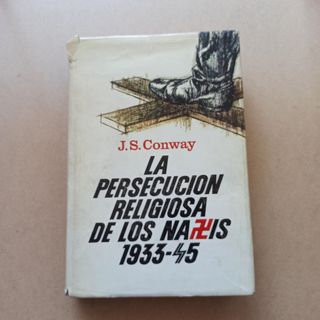 J.S. Conway
LA
PERSECUCION
RELIGIOSA
DE LOS NAZIS
1933-45